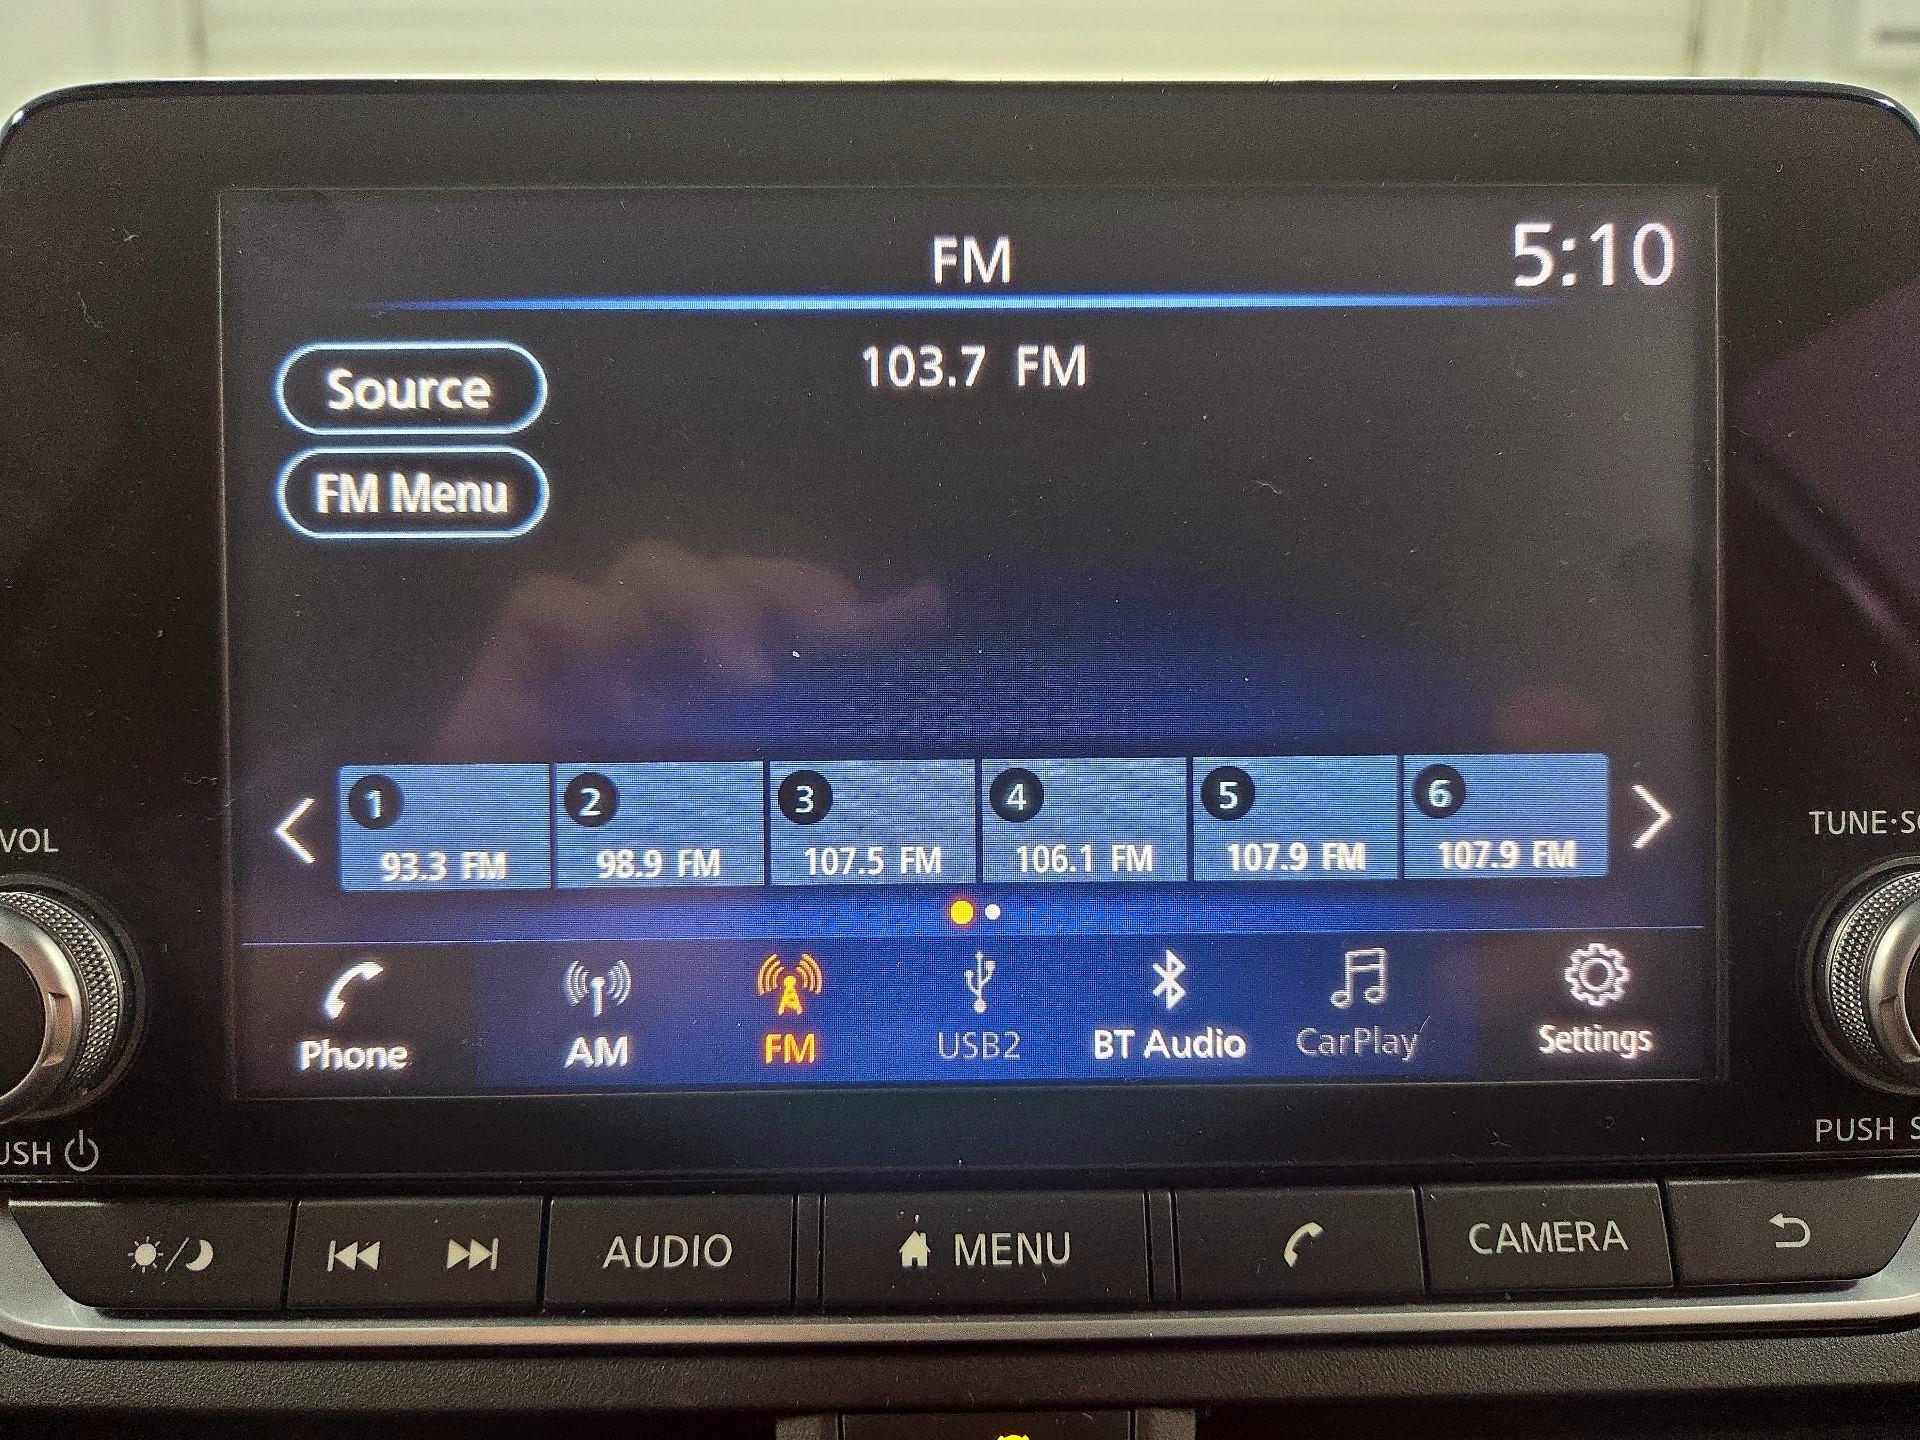 FM 5:10
Source
103.7 FM
FM Menu
1 2 3 4 5 6
93.3 FM 98.9 FM 107.5 FM 106.1 FM 107.9 FM 107.9 FM
VOL
TUNE·SC
Phone AM FM USB2 BT Audio CarPlay Settings
USH
PUSH S
AUDIO MENU CAMERA